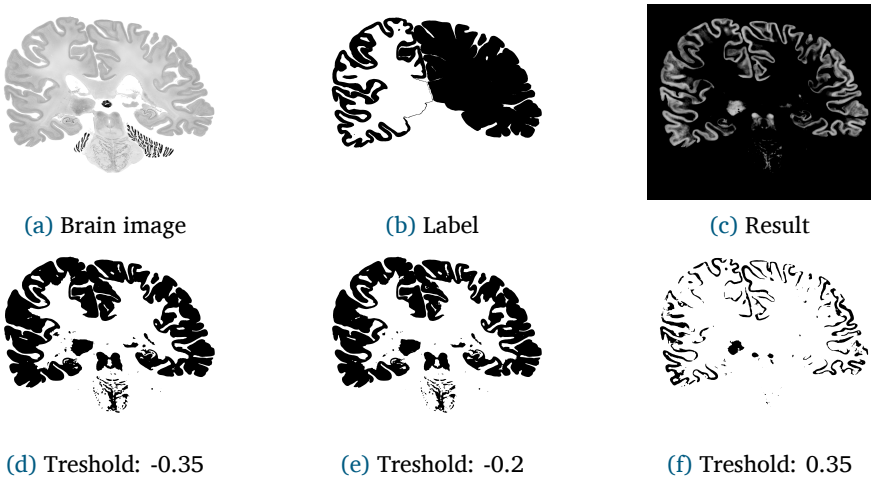 (a) Brain image
(b) Label
(c) Result
(d) Treshold: -0.35
(e) Treshold: -0.2
(f) Treshold: 0.35